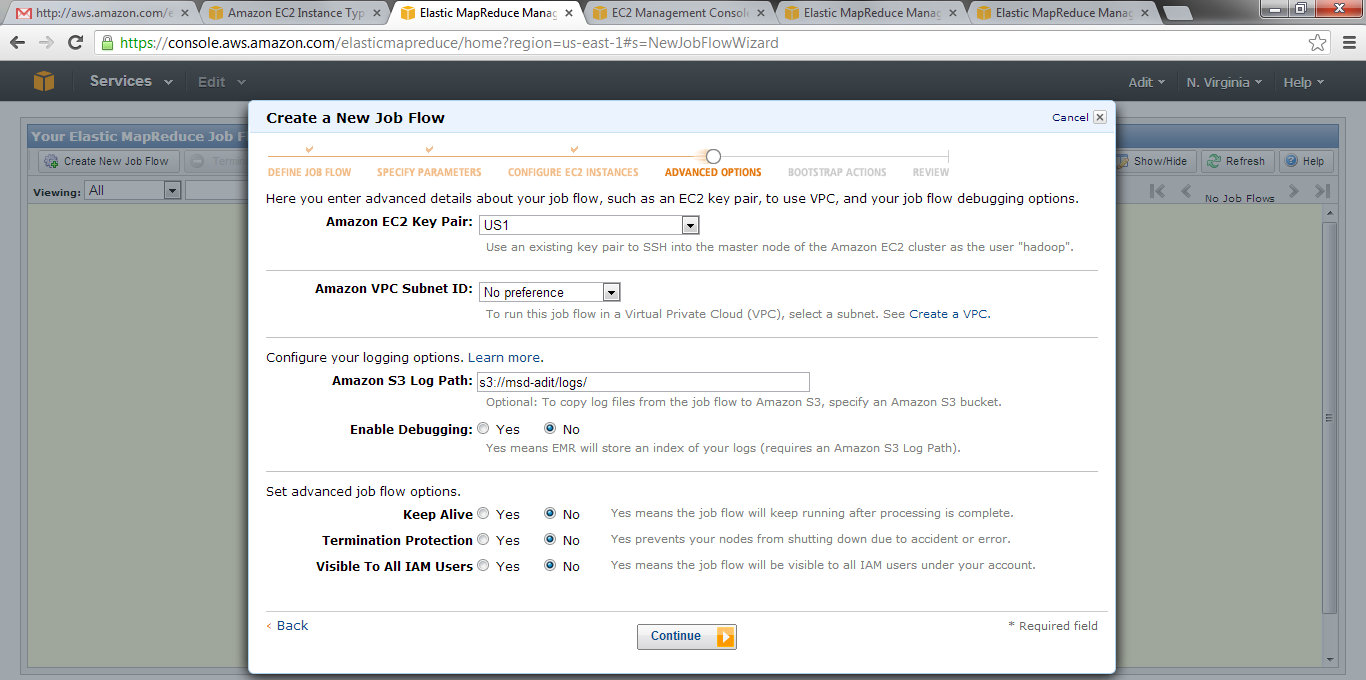 http://aws.amazon.com/e
Amazon EC2 Instance Typ
Elastic MapReduce Manag
EC2 Management Console
Elastic MapReduce Manag
Elastic MapReduce Manag
https://console.aws.amazon.com/elasticmapreduce/home?region=us-east-1#s=NewJobFlowWizard
Services Edit Adit N. Virginia Help
Your Elastic MapReduce Job F
Create New Job Flow Termin Show/Hide Refresh Help
Viewing: All No Job Flows
Create a New Job Flow Cancel
DEFINE JOB FLOW SPECIFY PARAMETERS CONFIGURE EC2 INSTANCES ADVANCED OPTIONS BOOTSTRAP ACTIONS REVIEW
Here you enter advanced details about your job flow, such as an EC2 key pair, to use VPC, and your job flow debugging options.
Amazon EC2 Key Pair: US1
Use an existing key pair to SSH into the master node of the Amazon EC2 cluster as the user "hadoop".
Amazon VPC Subnet ID: No preference
To run this job flow in a Virtual Private Cloud (VPC), select a subnet. See Create a VPC.
Configure your logging options. Learn more.
Amazon S3 Log Path: s3://msd-adit/logs/
Optional: To copy log files from the job flow to Amazon S3, specify an Amazon S3 bucket.
Enable Debugging: Yes No
Yes means EMR will store an index of your logs (requires an Amazon S3 Log Path).
Set advanced job flow options.
Keep Alive Yes No Yes means the job flow will keep running after processing is complete.
Termination Protection Yes No Yes prevents your nodes from shutting down due to accident or error.
Visible To All IAM Users Yes No Yes means the job flow will be visible to all IAM users under your account.
< Back Continue * Required field